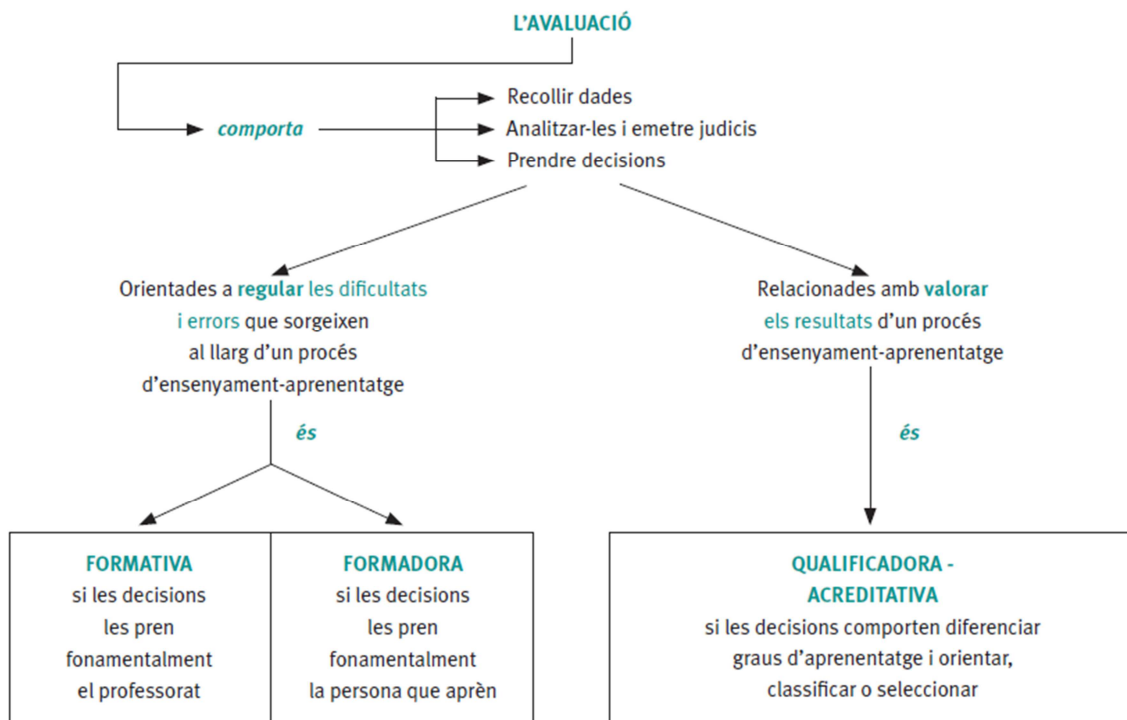 L'AVALUACIÓ
comporta
Recollir dades
Analitzar-les i emetre judicis
Prendre decisions
Orientades a regular les dificultats
i errors que sorgeixen
al llarg d'un procés
d'ensenyament-aprenentatge
és
Relacionades amb valorar
els resultats d'un procés
d'ensenyament-aprenentatge
és
FORMATIVA
si les decisions
les pren
fonamentalment
el professorat
FORMADORA
si les decisions
les pren
fonamentalment
la persona que aprèn
QUALIFICADORA -
ACREDITATIVA
si les decisions comporten diferenciar
graus d'aprenentatge i orientar,
classificar o seleccionar